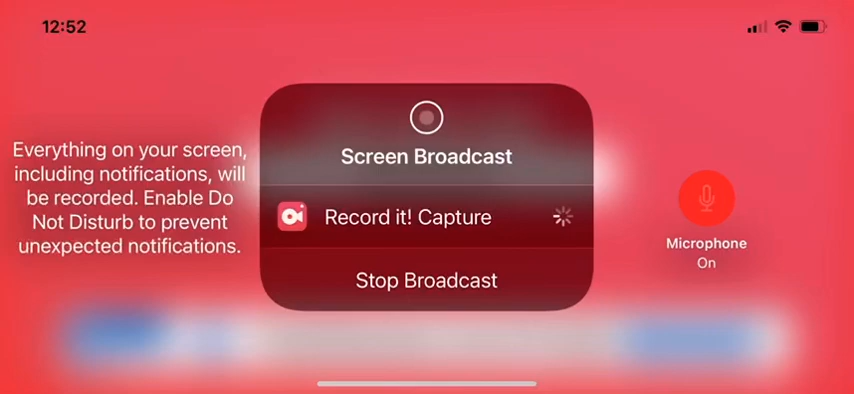 12:52
Everything on your screen,
including notifications, will
be recorded. Enable Do
Not Disturb to prevent
unexpected notifications.
Screen Broadcast
Record it! Capture
Stop Broadcast
Microphone
On